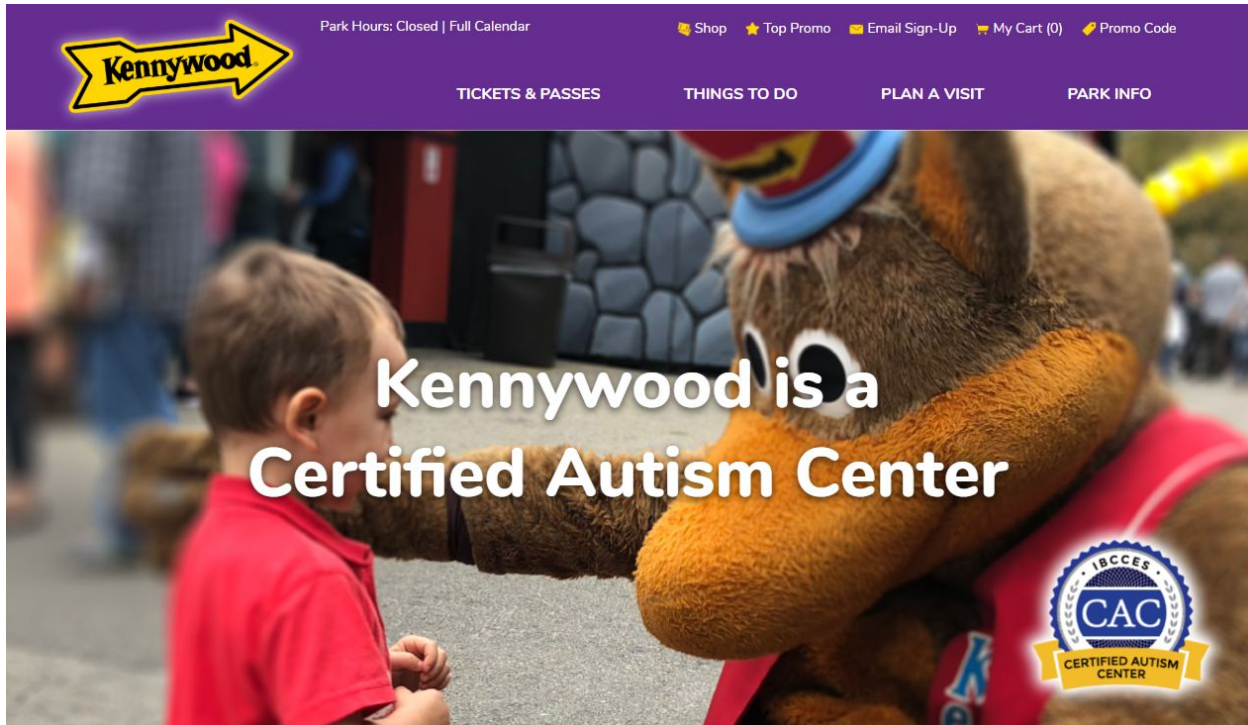 Kennywood
Park Hours: Closed | Full Calendar
Shop
Top Promo
Email Sign-Up
My Cart (0)
Promo Code
TICKETS & PASSES
THINGS TO DO
PLAN A VISIT
PARK INFO
Kennywood is a
Certified Autism Center
IBCCES
CAC
CERTIFIED AUTISM
CENTER